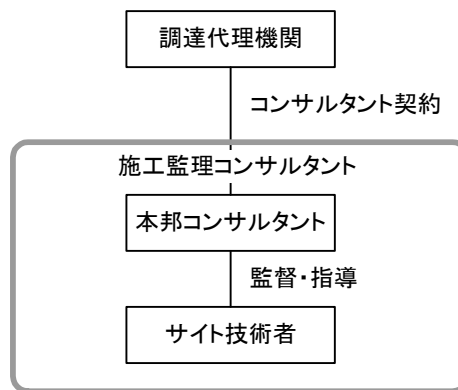 調達代理機関
コンサルタント契約
施工監理コンサルタント
本邦コンサルタント
監督・指導
サイト技術者